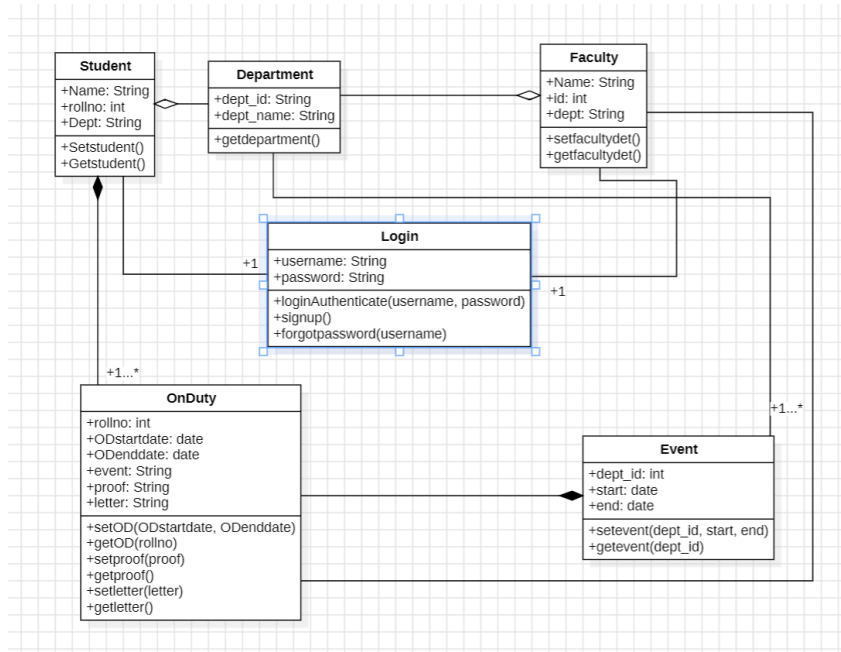 Student
+Name: String
+rollno: int
+Dept: String
+Setstudent()
+Getstudent()
Department
+dept_id: String
+dept_name: String
+getdepartment()
Faculty
+Name: String
+id: int
+dept: String
+setfacultydet()
+getfacultydet()
Login
+username: String
+password: String
+loginAuthenticate(username, password)
+signup()
+forgotpassword(username)
+1
+1
+1...*
OnDuty
+rollno: int
+ODstartdate: date
+ODenddate: date
+event: String
+proof: String
+letter: String
+setOD(ODstartdate, ODenddate)
+getOD(rollno)
+setproof(proof)
+getproof()
+setletter(letter)
+getletter()
+1...*
Event
+dept_id: int
+start: date
+end: date
+setevent(dept_id, start, end)
+getevent(dept_id)